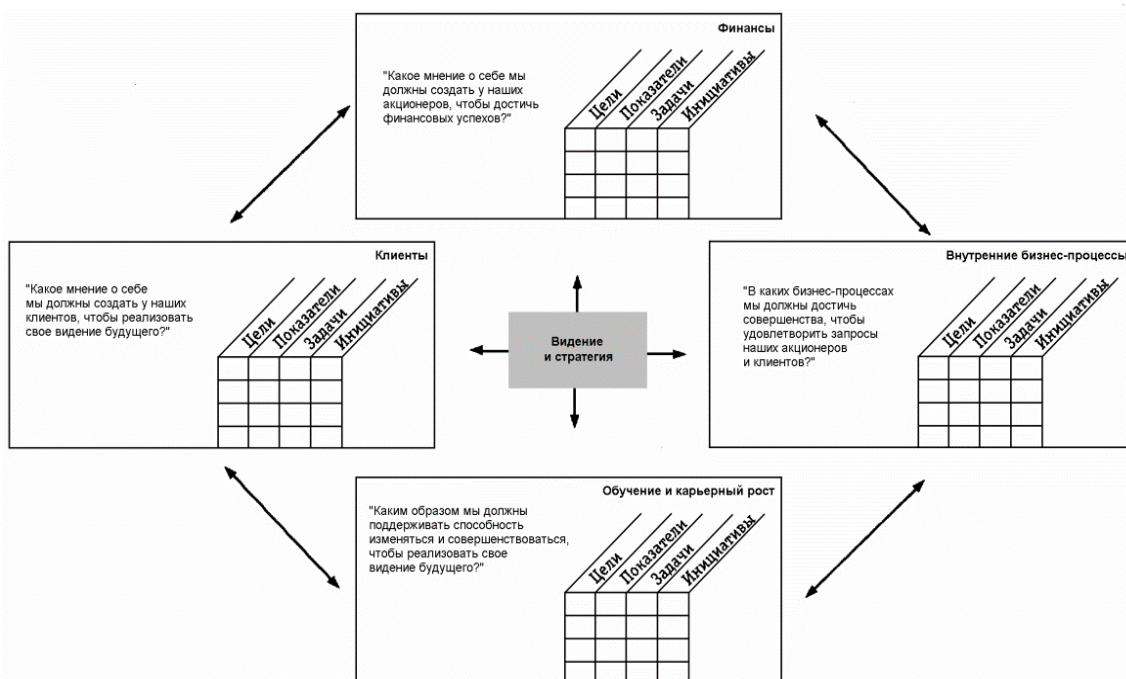 Финансы
"Какое мнение о себе мы
должны создать у наших
акционеров, чтобы достичь
финансовых успехов?"
Цели
Показатели
Задачи
Инициативы
Клиенты
"Какое мнение о себе
мы должны создать у наших
клиентов, чтобы реализовать
свое видение будущего?"
Цели
Показатели
Задачи
Инициативы
Видение
и стратегия
Внутренние бизнес-процессы
"В каких бизнес-процессах
мы должны достичь
совершенства, чтобы
удовлетворить запросы
наших акционеров
и клиентов?"
Цели
Показатели
Задачи
Инициативы
Обучение и карьерный рост
"Каким образом мы должны
поддерживать способность
изменяться и совершенствоваться,
чтобы реализовать свое
видение будущего?"
Цели
Показатели
Задачи
Инициативы